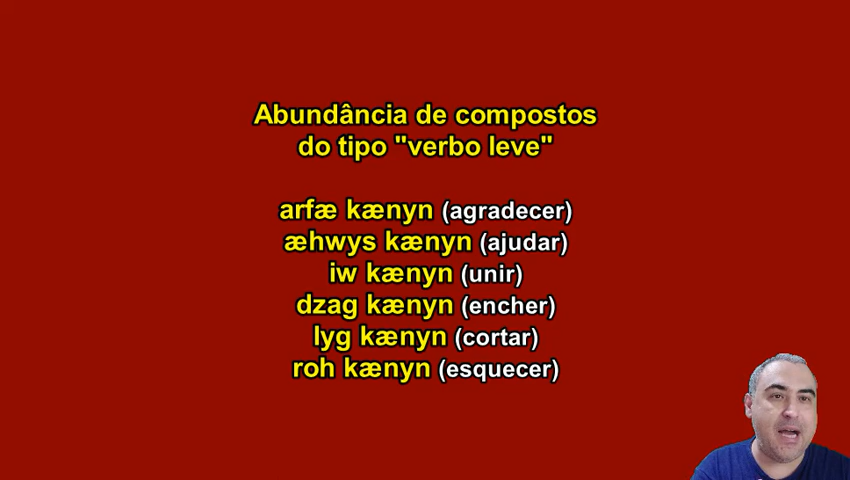 Abundância de compostos
do tipo "verbo leve"
arfæ kænyn (agradecer)
æhwys kænyn (ajudar)
iw kænyn (unir)
dzag kænyn (encher)
lyg kænyn (cortar)
roh kænyn (esquecer)